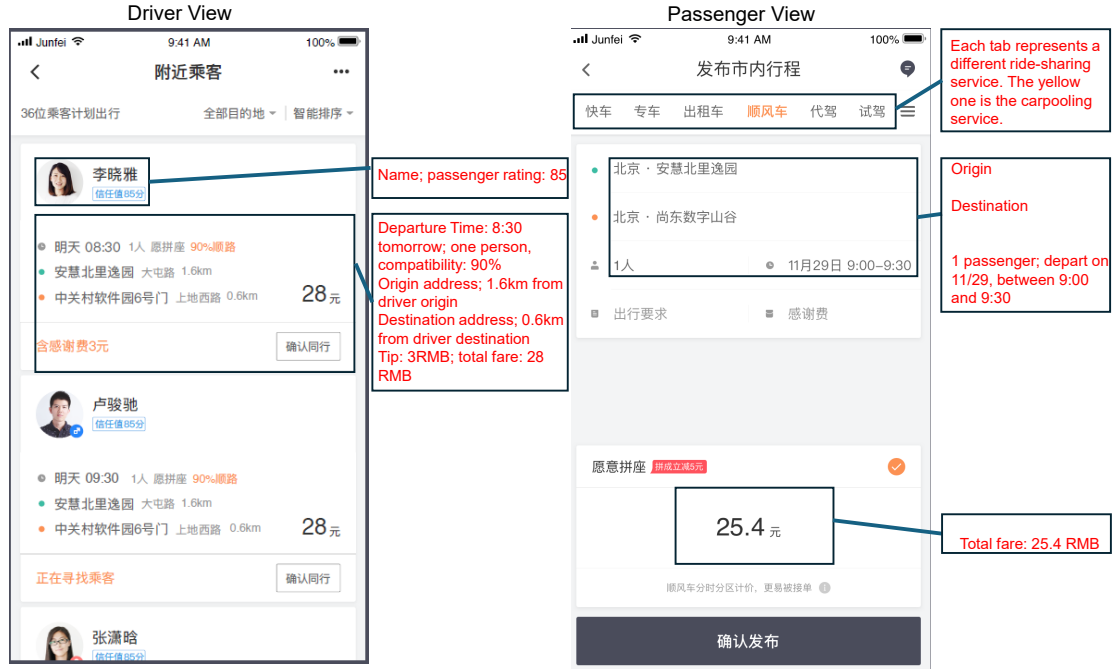 Driver View
Junfei 9:41 AM 100%
附近乘客
36位乘客计划出行 全部目的地 智能排序
李晓雅
信任值85分
明天 08:30 1人 愿拼座 90%顺路
安慧北里逸园 大屯路 1.6km
中关村软件园6号门 上地西路 0.6km
28元
含感谢费3元 确认同行
卢骏驰
信任值85分
明天 09:30 1人 愿拼座 90%顺路
安慧北里逸园 大屯路 1.6km
中关村软件园6号门 上地西路 0.6km
28元
正在寻找乘客 确认同行
张潇晗
信任值85分
Name; passenger rating: 85
Departure Time: 8:30
tomorrow; one person,
compatibility: 90%
Origin address; 1.6km from
driver origin
Destination address; 0.6km
from driver destination
Tip: 3RMB; total fare: 28
RMB
Passenger View
Junfei 9:41 AM 100%
发布市内行程
快车 专车 出租车 顺风车 代驾 试驾
北京 · 安慧北里逸园
北京 · 尚东数字山谷
1人 11月29日 9:00–9:30
出行要求 感谢费
愿意拼座 拼成立减5元
25.4 元
顺风车分时分区计价，更易被接单
确认发布
Each tab represents a
different ride-sharing
service. The yellow
one is the carpooling
service.
Origin
Destination
1 passenger; depart on
11/29, between 9:00
and 9:30
Total fare: 25.4 RMB